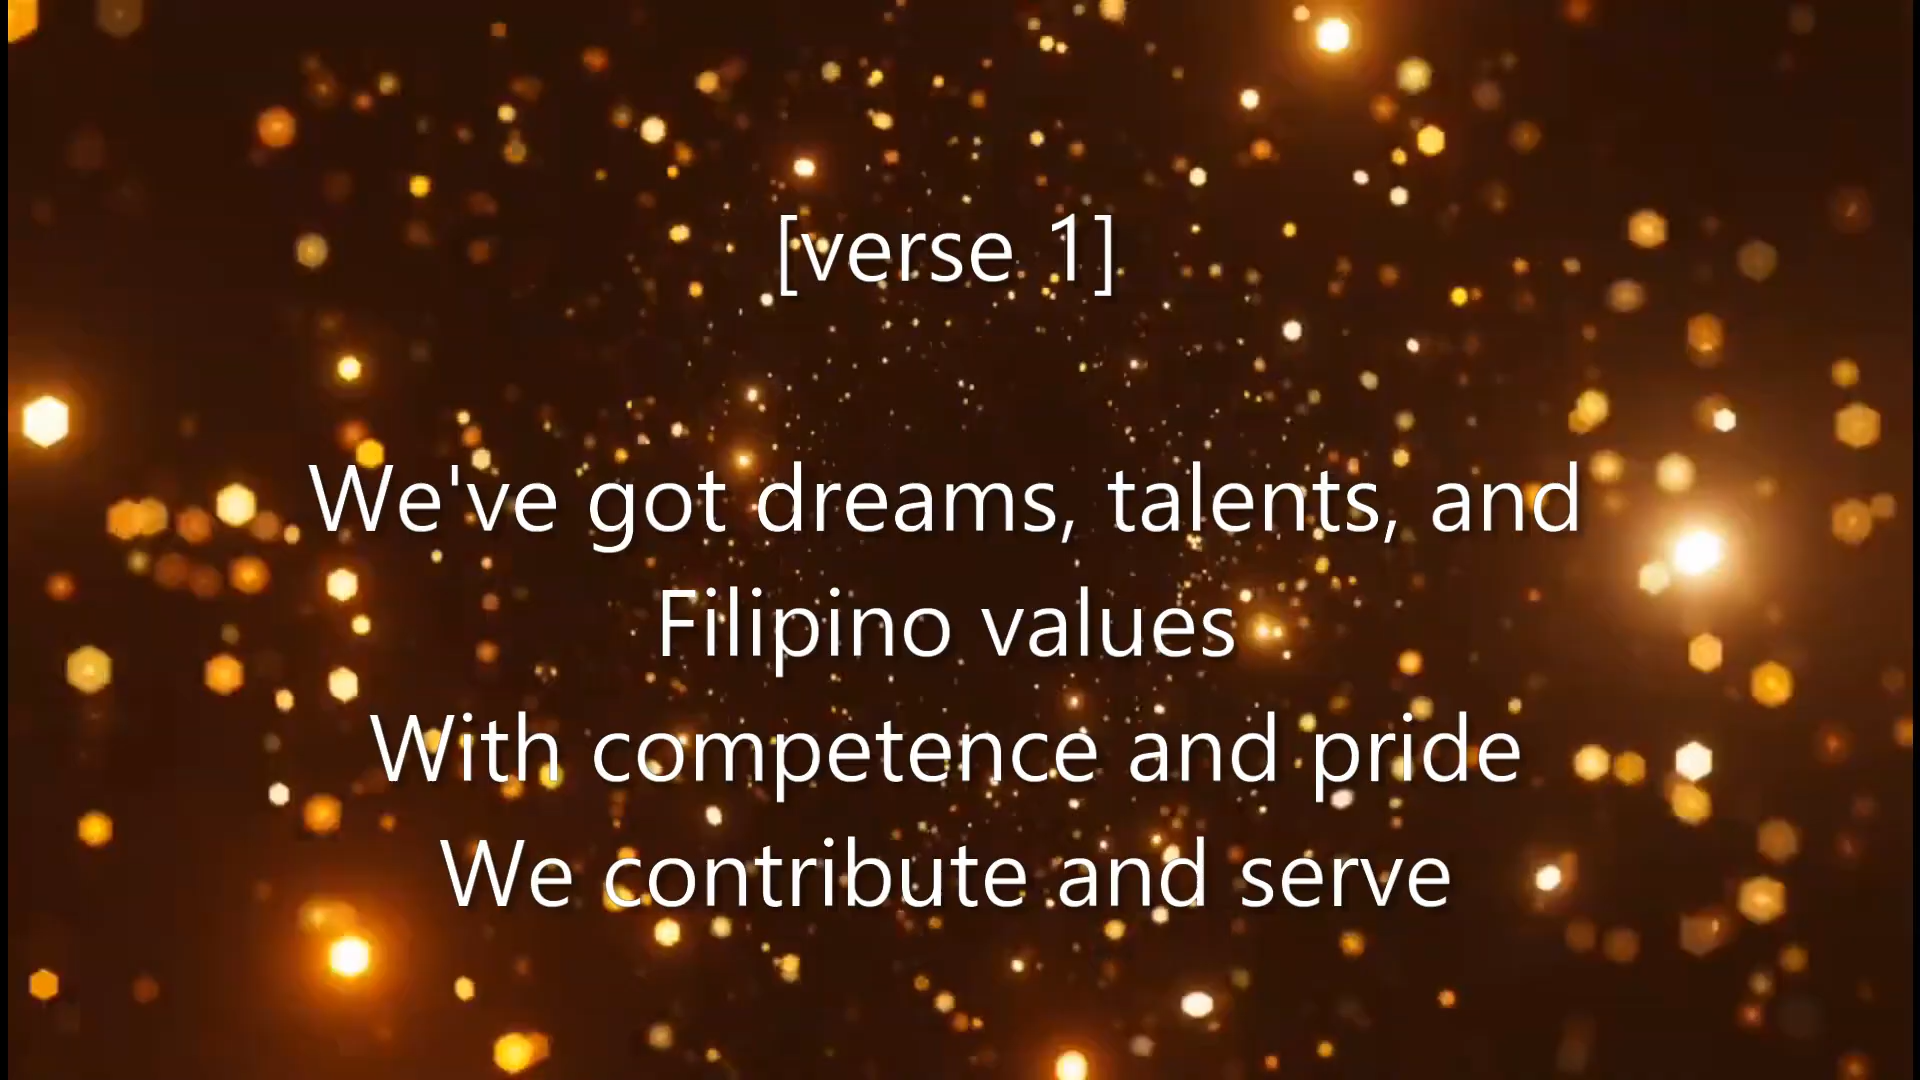 [verse 1]
We've got dreams, talents, and
Filipino values
With competence and pride
We contribute and serve